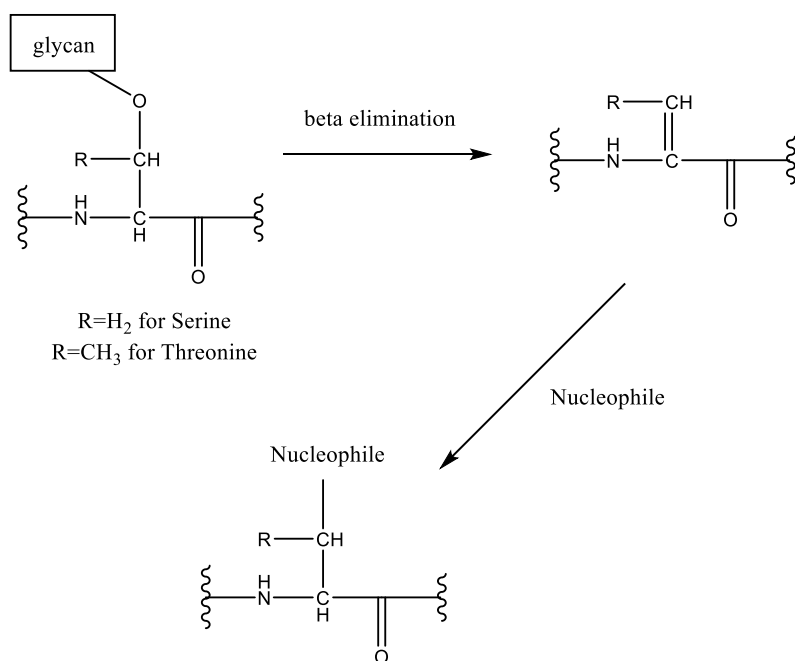 glycan
O
R
CH
H
N
C
H
O
beta elimination
R
CH
H
N
C
O
R=H₂ for Serine
R=CH₃ for Threonine
Nucleophile
Nucleophile
R
CH
H
N
C
H
O